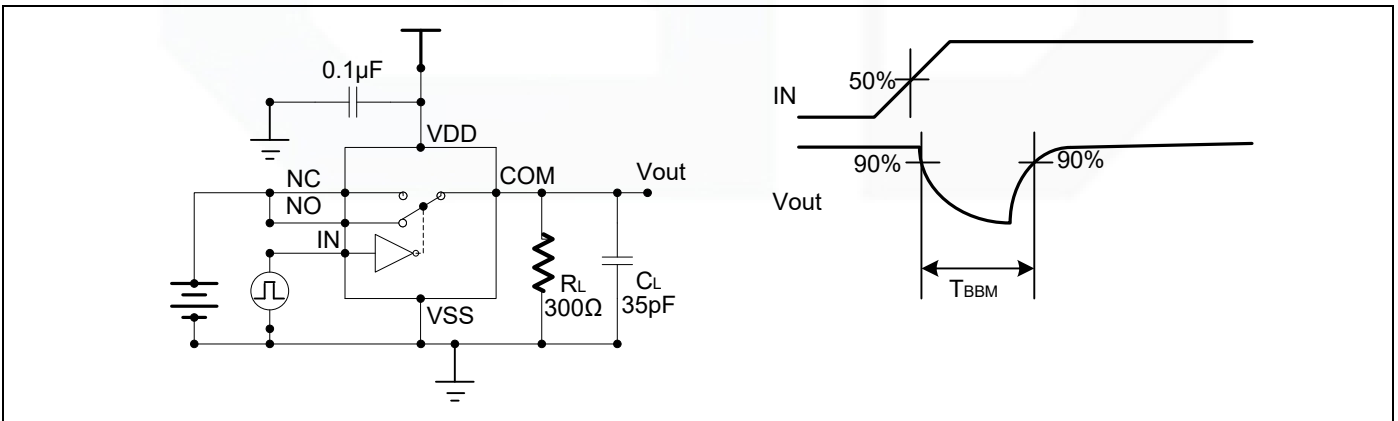 0.1µF
VDD
NC
NO
IN
COM
Vout
RL
300Ω
CL
35pF
VSS
IN
50%
90%
90%
Vout
TBBM